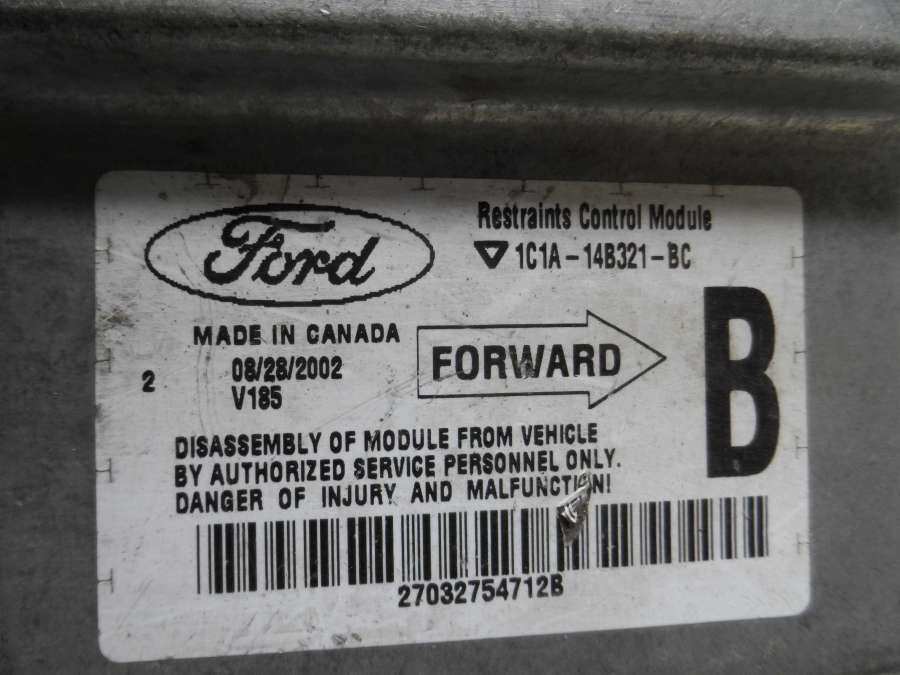 Ford
Restraints Control Module
1C1A-14B321-BC
MADE IN CANADA
08/28/2002
2
V185
FORWARD
B
DISASSEMBLY OF MODULE FROM VEHICLE
BY AUTHORIZED SERVICE PERSONNEL ONLY.
DANGER OF INJURY AND MALFUNCTION!
27032754712B